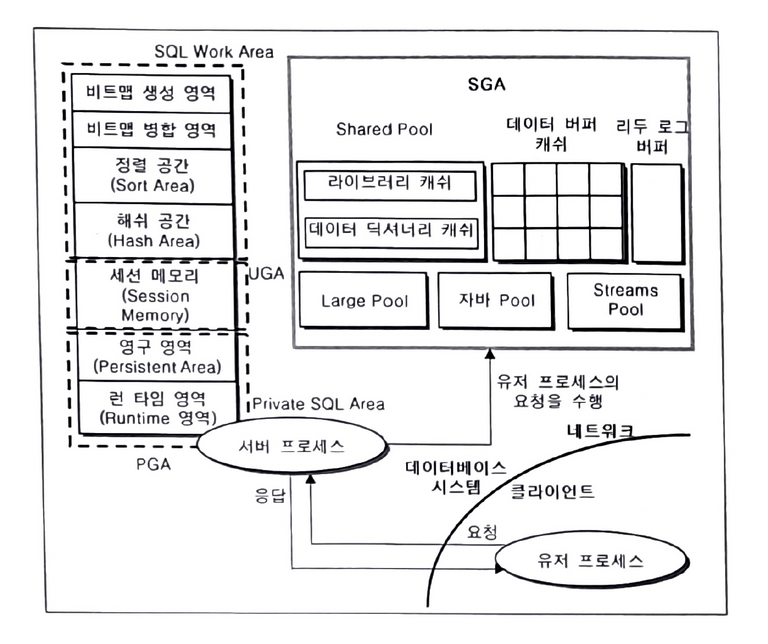 SQL Work Area
비트맵 생성 영역
비트맵 병합 영역
정렬 공간
(Sort Area)
해쉬 공간
(Hash Area)
세션 메모리
(Session
Memory)
UGA
영구 영역
(Persistent Area)
런 타임 영역
(Runtime 영역)
Private SQL Area
PGA
SGA
Shared Pool
라이브러리 캐쉬
데이터 딕셔너리 캐쉬
데이터 버퍼
캐쉬
리두 로그
버퍼
Large Pool
자바 Pool
Streams
Pool
유저 프로세스의
요청을 수행
서버 프로세스
응답
요청
네트워크
데이터베이스
시스템
클라이언트
유저 프로세스